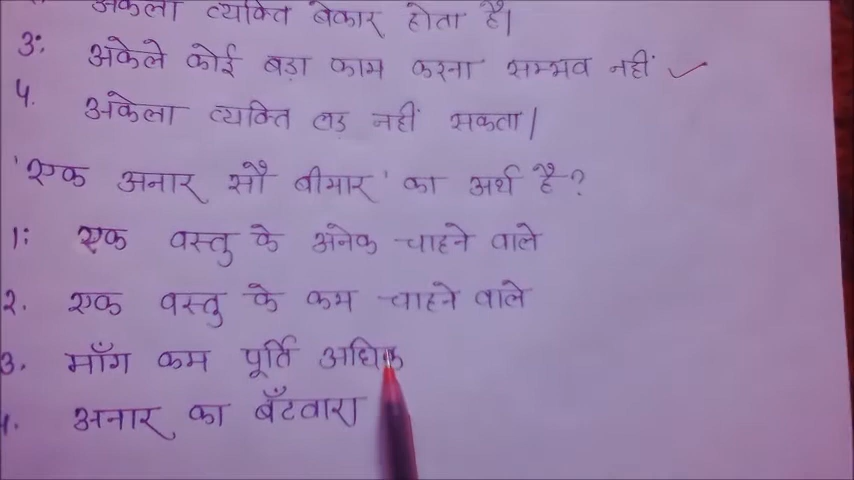 अकेला व्यक्ति बेकार होता है।
3: अकेले कोई बड़ा काम करना सम्भव नहीं ✓
4. अकेला व्यक्ति लड़ नहीं सकता।
'एक अनार सौ बीमार' का अर्थ है?
1: एक वस्तु के अनेक चाहने वाले
2. एक वस्तु के कम चाहने वाले
3. माँग कम पूर्ति अधिक
4. अनार का बँटवारा